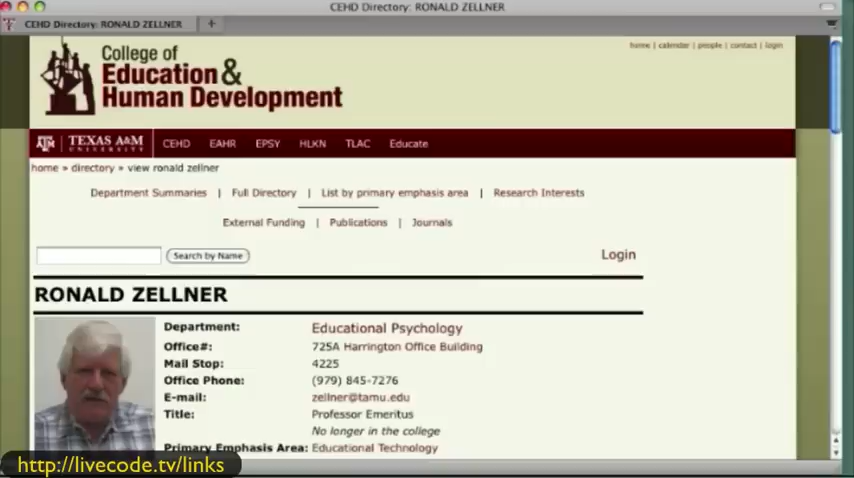 CEHD Directory: RONALD ZELLNER
CEHD Directory: RONALD ZELLNER +
home | calendar | people | contact | login
College of
Education &
Human Development
ATM | TEXAS A&M UNIVERSITY CEHD EAHR EPSY HLKN TLAC Educate
home » directory » view ronald zellner
Department Summaries | Full Directory | List by primary emphasis area | Research Interests
External Funding | Publications | Journals
Search by Name Login
RONALD ZELLNER
Department: Educational Psychology
Office#: 725A Harrington Office Building
Mail Stop: 4225
Office Phone: (979) 845-7276
E-mail: zellner@tamu.edu
Title: Professor Emeritus
No longer in the college
Primary Emphasis Area: Educational Technology
http://livecode.tv/links